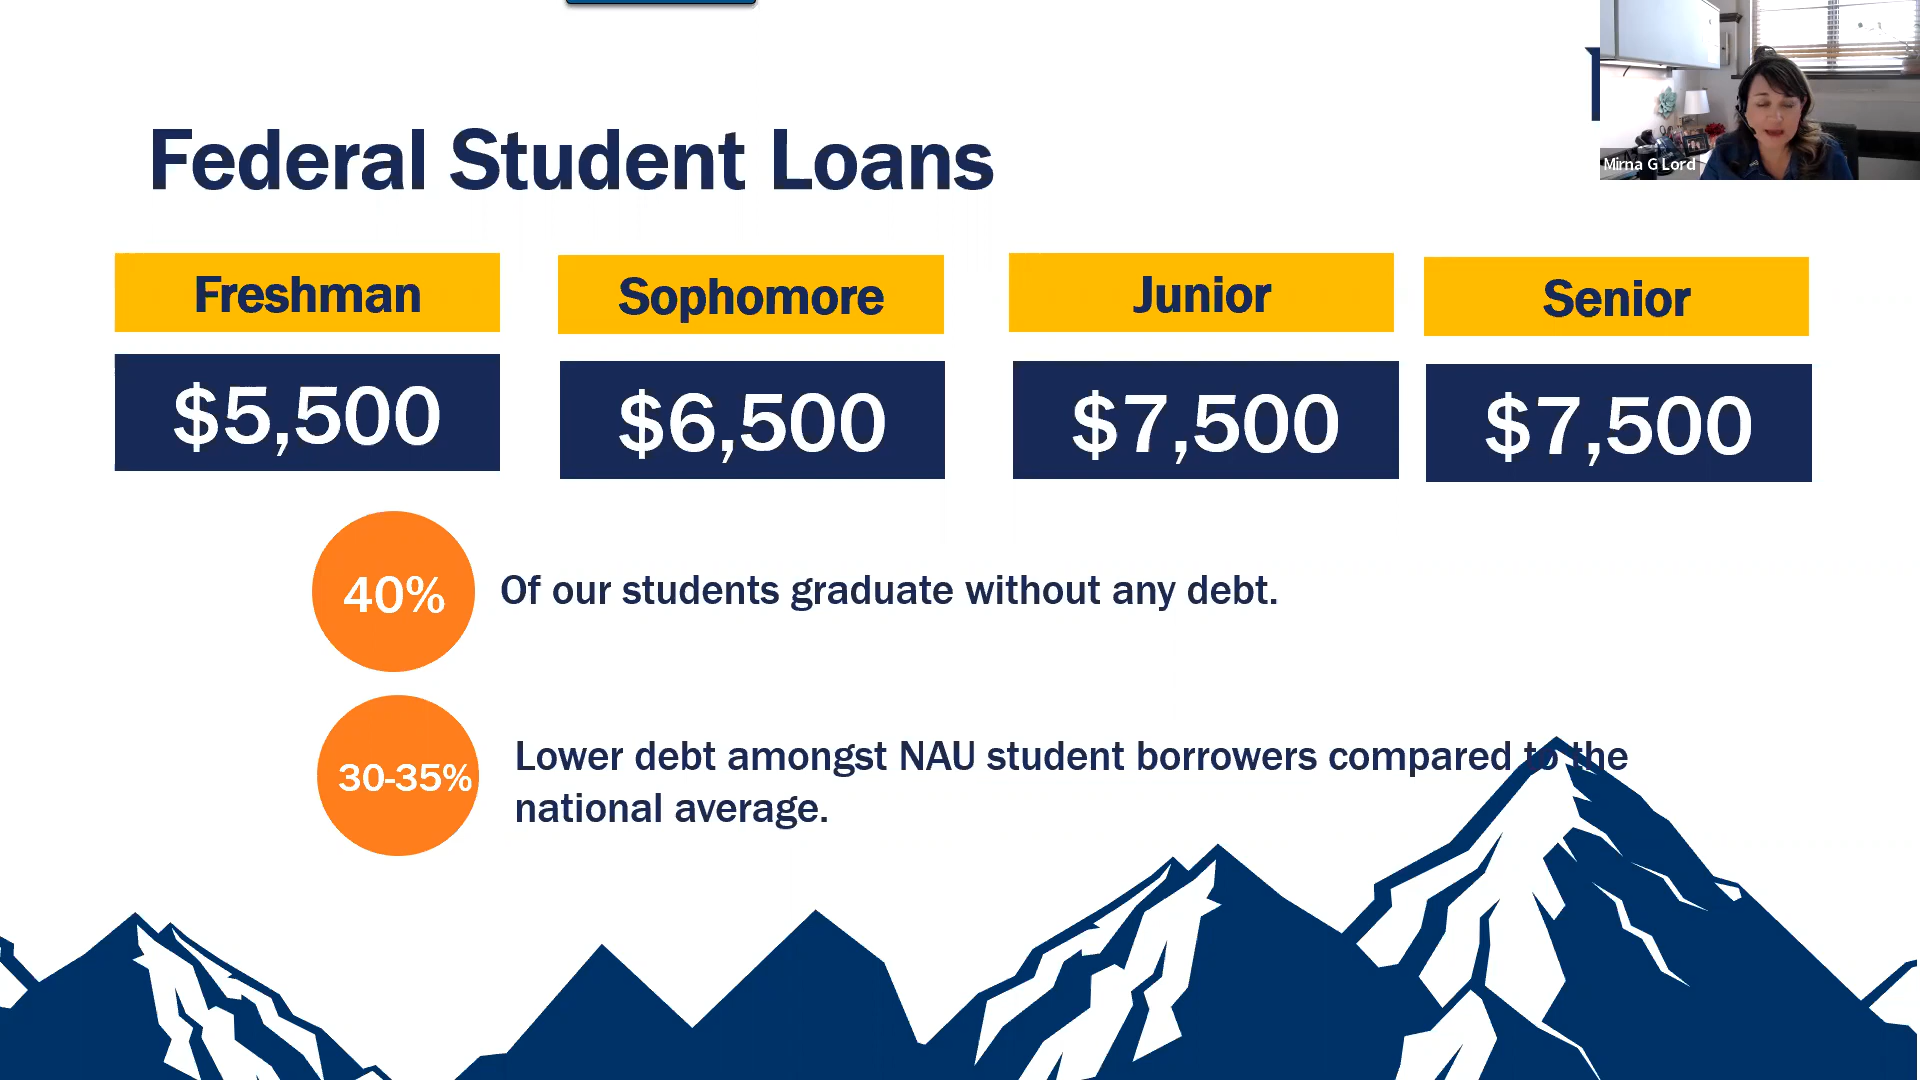 Mirna G Lord
Federal Student Loans
Freshman
Sophomore
Junior
Senior
$5,500
$6,500
$7,500
$7,500
40%
Of our students graduate without any debt.
30-35%
Lower debt amongst NAU student borrowers compared to the
national average.